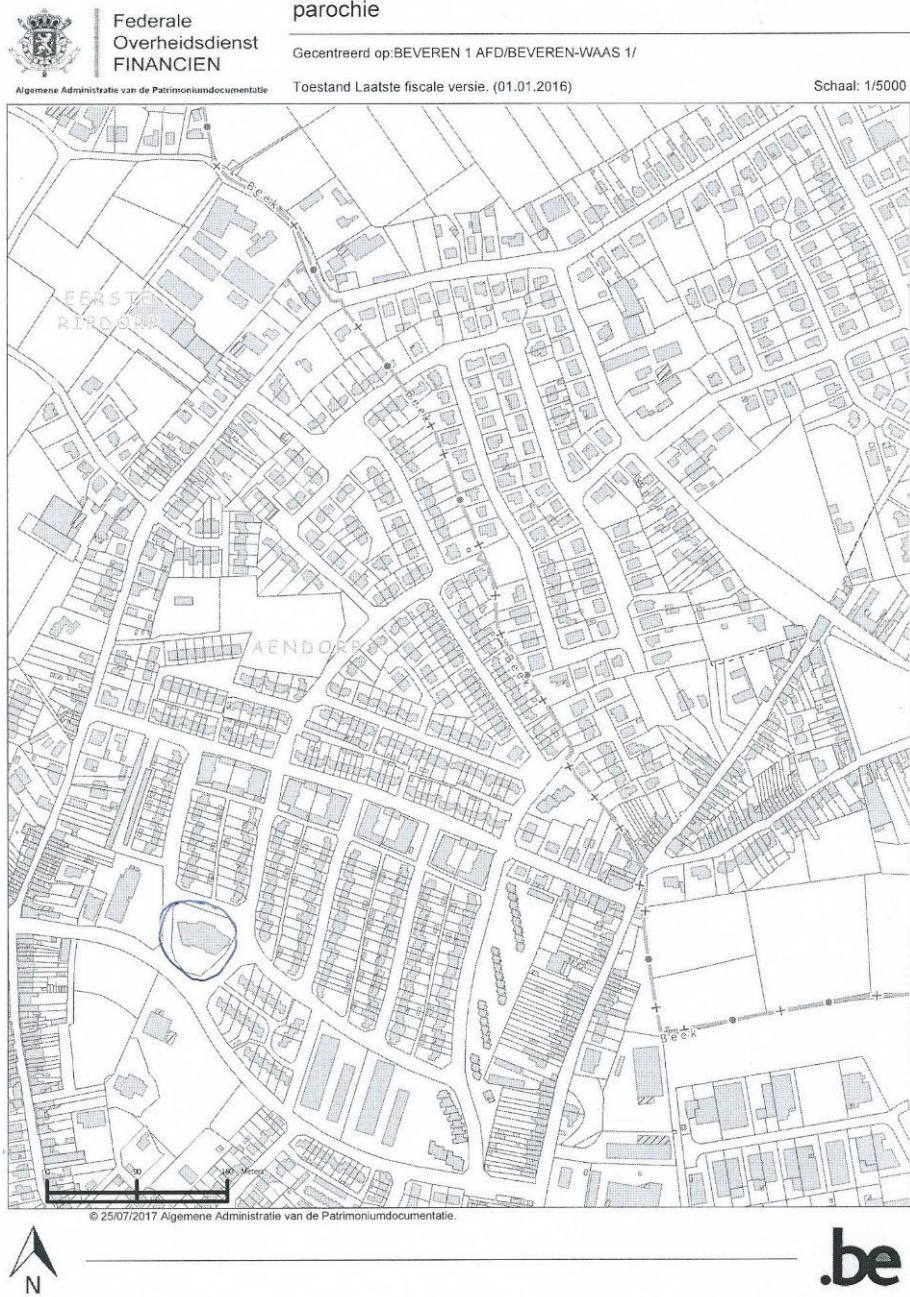 parochie
Federale
Overheidsdienst
FINANCIEN
Algemene Administratie van de Patrimoniumdocumentatie
Gecentreerd op:BEVEREN 1 AFD/BEVEREN-WAAS 1/
Toestand Laatste fiscale versie. (01.01.2016)
Schaal: 1/5000
Beek
EERSTE
Beek
AENDORP
Beek
Beek
0 90 180 Meters
© 25/07/2017 Algemene Administratie van de Patrimoniumdocumentatie.
N
.be